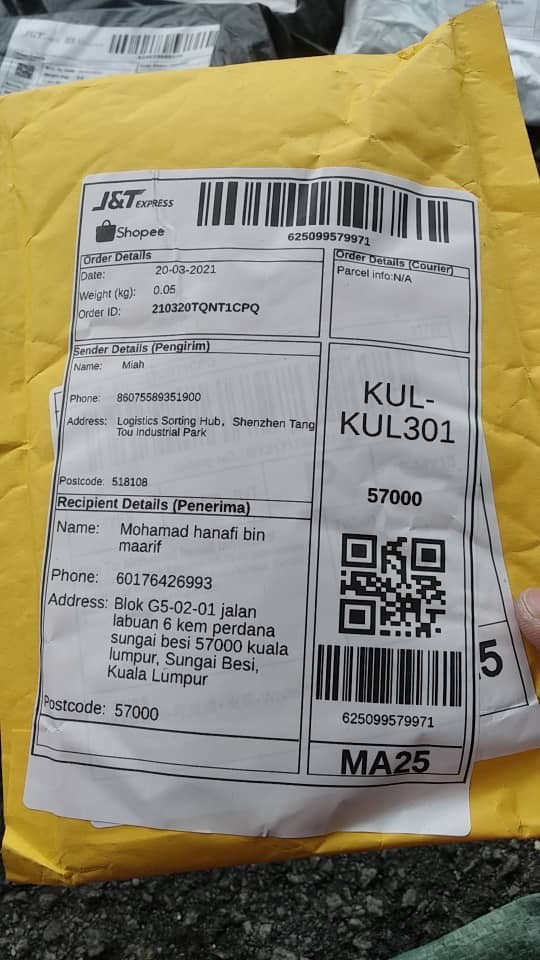 J&T EXPRESS
Shopee
625099579971
Order Details
Date: 20-03-2021
Weight (kg): 0.05
Order ID: 210320TQNT1CPQ
Order Details (Courier)
Parcel info:N/A
Sender Details (Pengirim)
Name: Miah
Phone: 86075589351900
Address: Logistics Sorting Hub, Shenzhen Tang
Tou Industrial Park
Postcode: 518108
KUL-
KUL301
57000
Recipient Details (Penerima)
Name: Mohamad hanafi bin
maarif
Phone: 60176426993
Address: Blok G5-02-01 jalan
labuan 6 kem perdana
sungai besi 57000 kuala
lumpur, Sungai Besi,
Kuala Lumpur
Postcode: 57000
625099579971
MA25
J&T